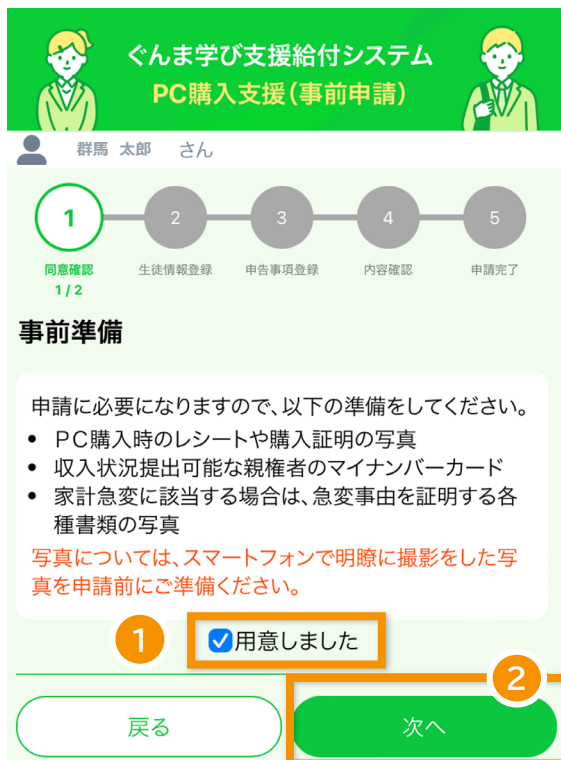 ぐんま学び支援給付システム
PC購入支援(事前申請)
群馬 太郎 さん
1 2 3 4 5
同意確認 生徒情報登録 申告事項登録 内容確認 申請完了
1 / 2
事前準備
申請に必要になりますので、以下の準備をしてください。
• PC購入時のレシートや購入証明の写真
• 収入状況提出可能な親権者のマイナンバーカード
• 家計急変に該当する場合は、急変事由を証明する各
種書類の写真
写真については、スマートフォンで明瞭に撮影をした写
真を申請前にご準備ください。
1 用意しました
2
戻る 次へ